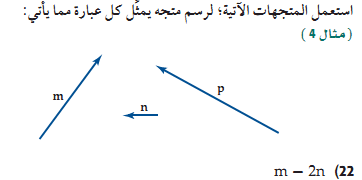 استعمل المتجهات الآتية؛ لرسم متجه يمثّل كل عبارة مما يأتي:
( مثال 4 )
m
n
p
m − 2n (22